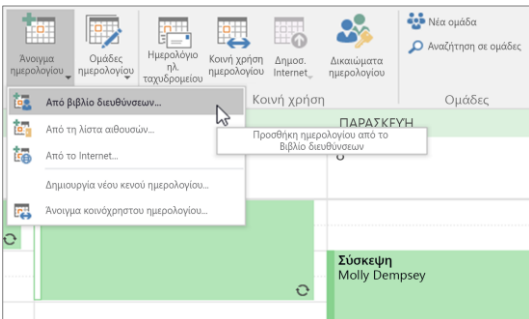 Άνοιγμα
ημερολογίου
Ομάδες
ημερολογίου
Ημερολόγιο
ηλ.
ταχυδρομείου
Κοινή χρήση
ημερολογίου
Δημοσ.
Internet
Δικαιώματα
ημερολογίου
Νέα ομάδα
Αναζήτηση σε ομάδες
Κοινή χρήση
Ομάδες
Από βιβλίο διευθύνσεων...
Από τη λίστα αιθουσών...
Από το Internet...
Δημιουργία νέου κενού ημερολογίου...
Άνοιγμα κοινόχρηστου ημερολογίου...
Προσθήκη ημερολογίου από το
Βιβλίο διευθύνσεων
ΠΑΡΑΣΚΕΥΗ
Σύσκεψη
Molly Dempsey